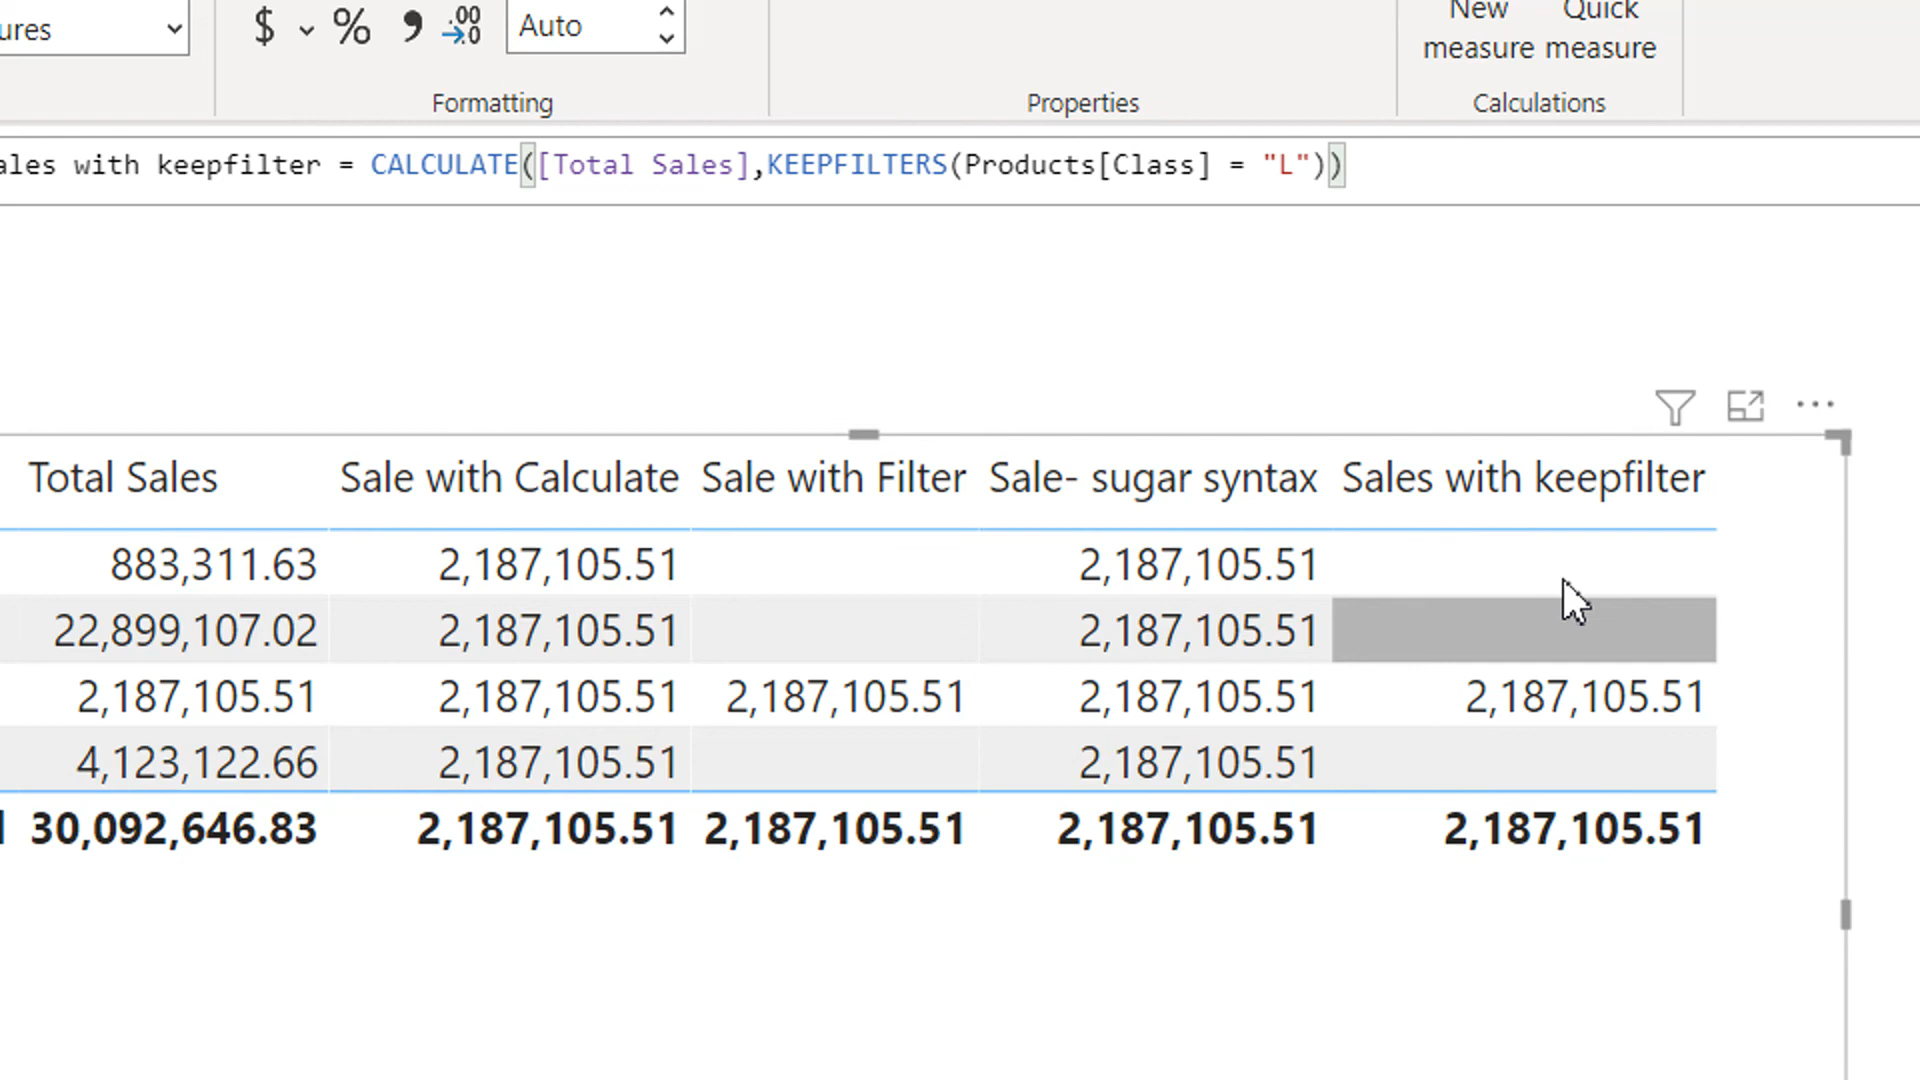 ures $ % , .00 →.0 Auto New Quick
measure measure
Formatting Properties Calculations
ales with keepfilter = CALCULATE([Total Sales],KEEPFILTERS(Products[Class] = "L"))
Total Sales Sale with Calculate Sale with Filter Sale- sugar syntax Sales with keepfilter
883,311.63 2,187,105.51 2,187,105.51
22,899,107.02 2,187,105.51 2,187,105.51
2,187,105.51 2,187,105.51 2,187,105.51 2,187,105.51 2,187,105.51
4,123,122.66 2,187,105.51 2,187,105.51
30,092,646.83 2,187,105.51 2,187,105.51 2,187,105.51 2,187,105.51